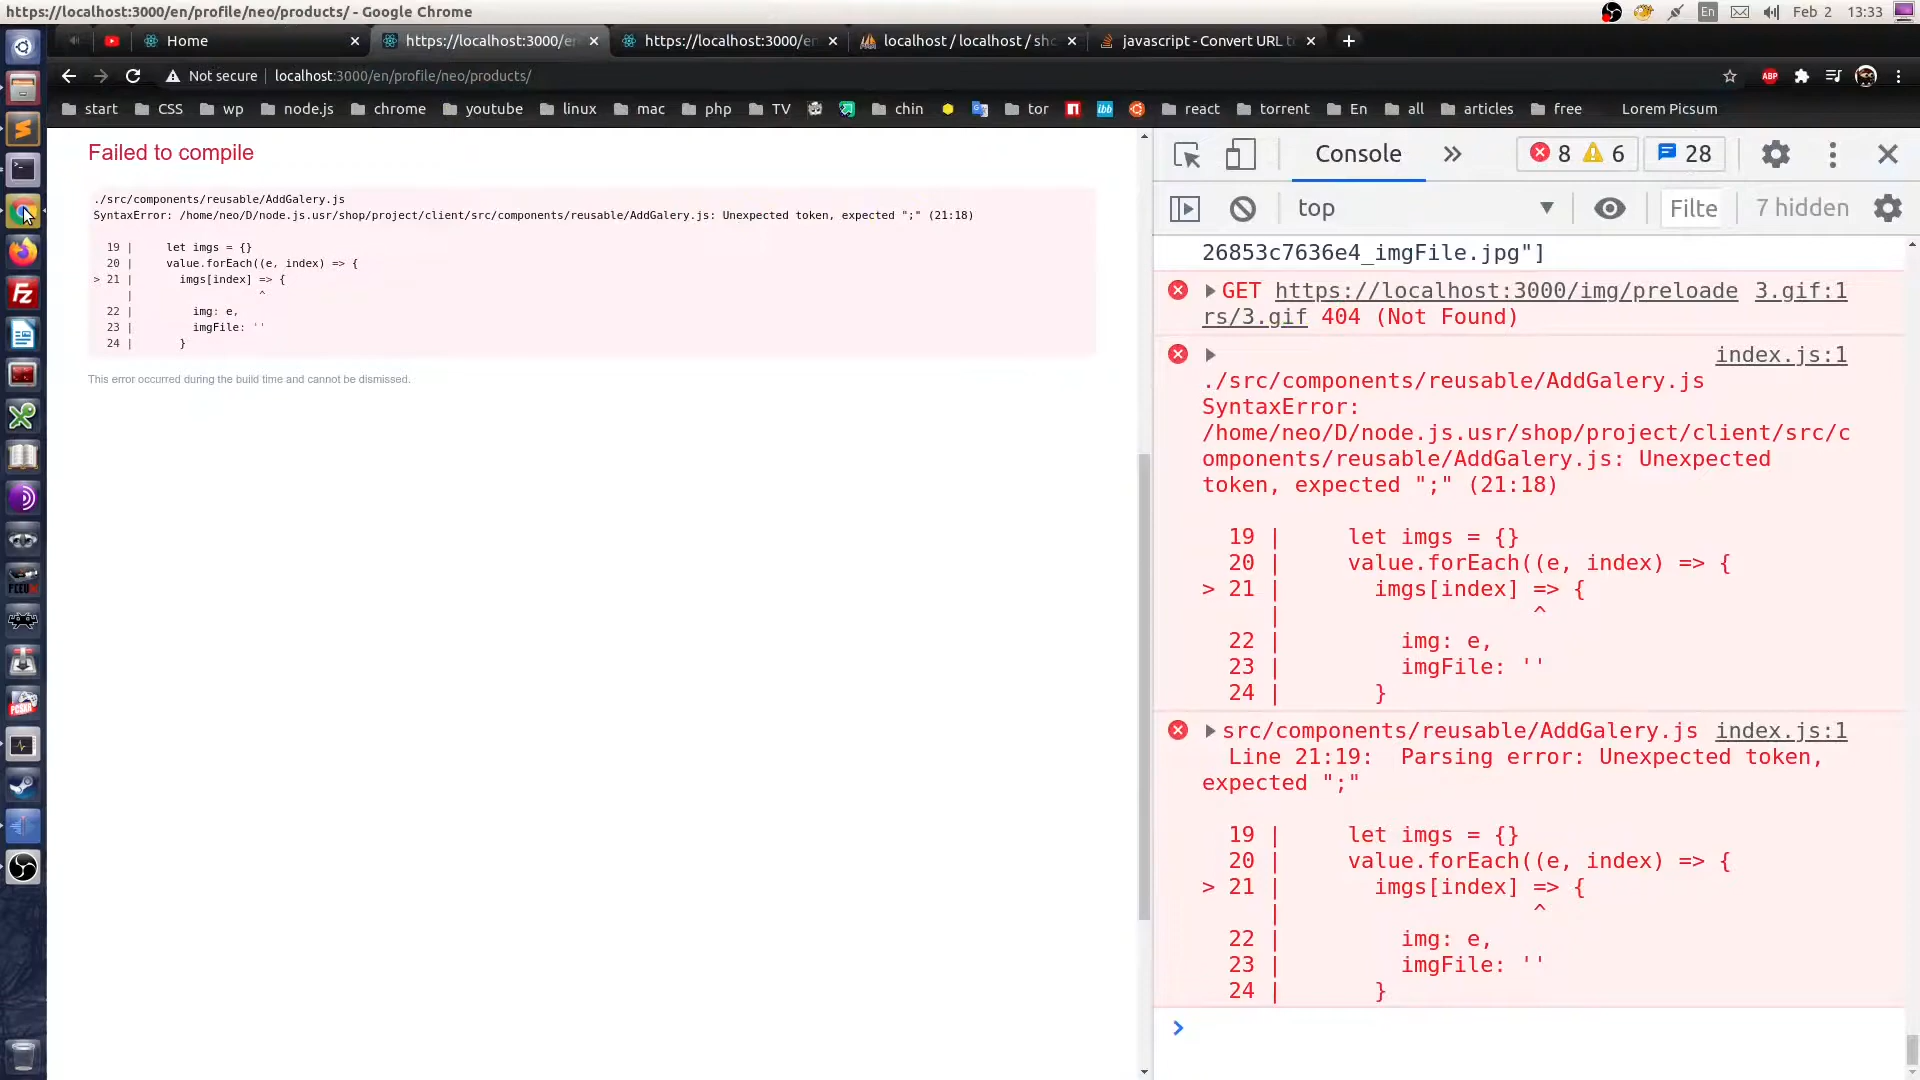 https://localhost:3000/en/profile/neo/products/ - Google Chrome
En
Feb 2
13:33
Home
https://localhost:3000/e
https://localhost:3000/e
localhost / localhost / sh
javascript - Convert URL t
Not secure
localhost:3000/en/profile/neo/products/
ABP
start
CSS
wp
node.js
chrome
youtube
linux
mac
php
TV
chin
tor
ibb
react
torrent
En
all
articles
free
Lorem Picsum
Failed to compile
./src/components/reusable/AddGalery.js
SyntaxError: /home/neo/D/node.js.usr/shop/project/client/src/components/reusable/AddGalery.js: Unexpected token, expected ";" (21:18)
19 | let imgs = {}
20 | value.forEach((e, index) => {
> 21 | imgs[index] => {
| ^
22 | img: e,
23 | imgFile: ''
24 | }
This error occurred during the build time and cannot be dismissed.
Console
8
6
28
top
Filte
7 hidden
26853c7636e4_imgFile.jpg"]
GET https://localhost:3000/img/preloade 3.gif:1
rs/3.gif 404 (Not Found)
index.js:1
./src/components/reusable/AddGalery.js
SyntaxError:
/home/neo/D/node.js.usr/shop/project/client/src/c
omponents/reusable/AddGalery.js: Unexpected
token, expected ";" (21:18)
19 | let imgs = {}
20 | value.forEach((e, index) => {
> 21 | imgs[index] => {
| ^
22 | img: e,
23 | imgFile: ''
24 | }
src/components/reusable/AddGalery.js index.js:1
Line 21:19: Parsing error: Unexpected token,
expected ";"
19 | let imgs = {}
20 | value.forEach((e, index) => {
> 21 | imgs[index] => {
| ^
22 | img: e,
23 | imgFile: ''
24 | }